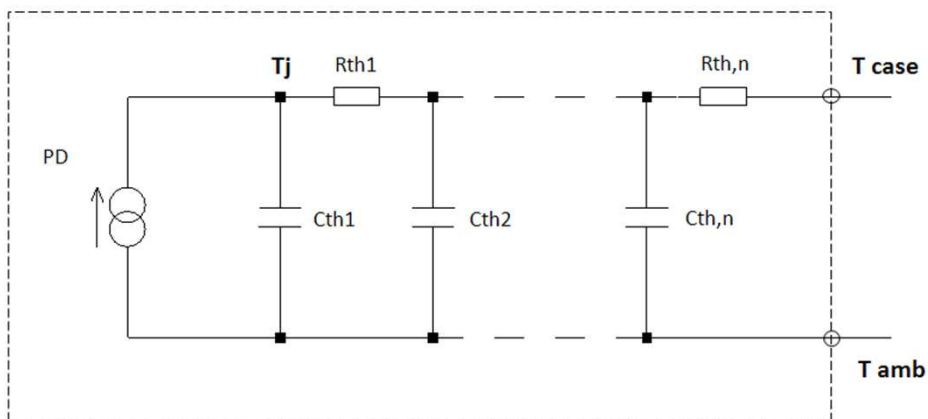 Tj Rth1 Rth,n T case
PD
Cth1 Cth2 Cth,n
T amb